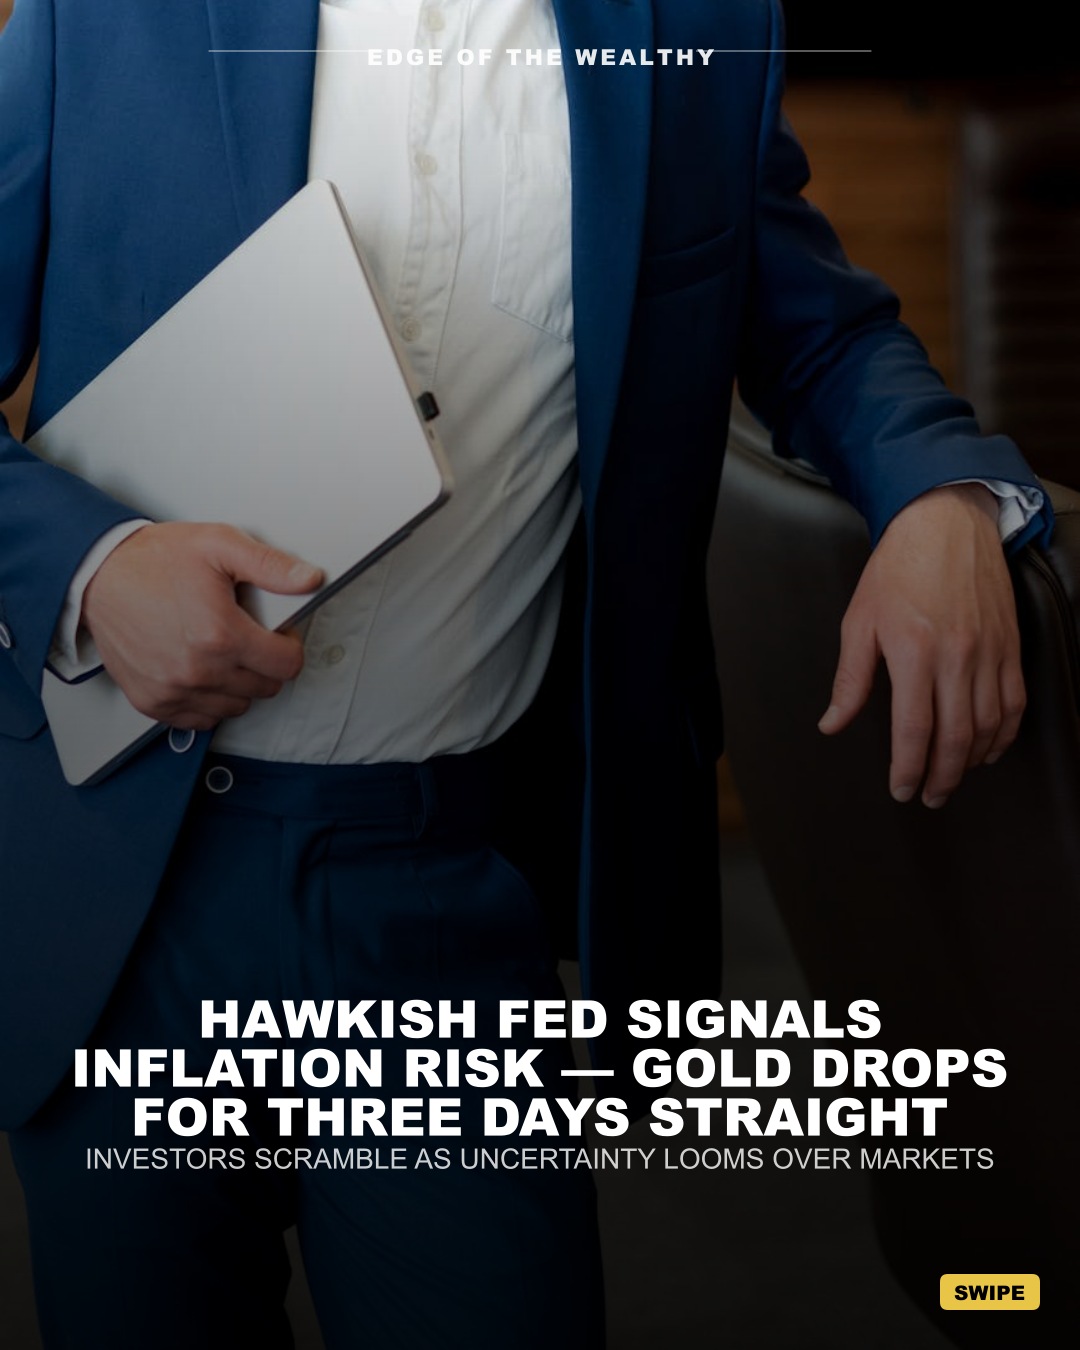 EDGE OF THE WEALTHY
HAWKISH FED SIGNALS
INFLATION RISK — GOLD DROPS
FOR THREE DAYS STRAIGHT
INVESTORS SCRAMBLE AS UNCERTAINTY LOOMS OVER MARKETS
SWIPE